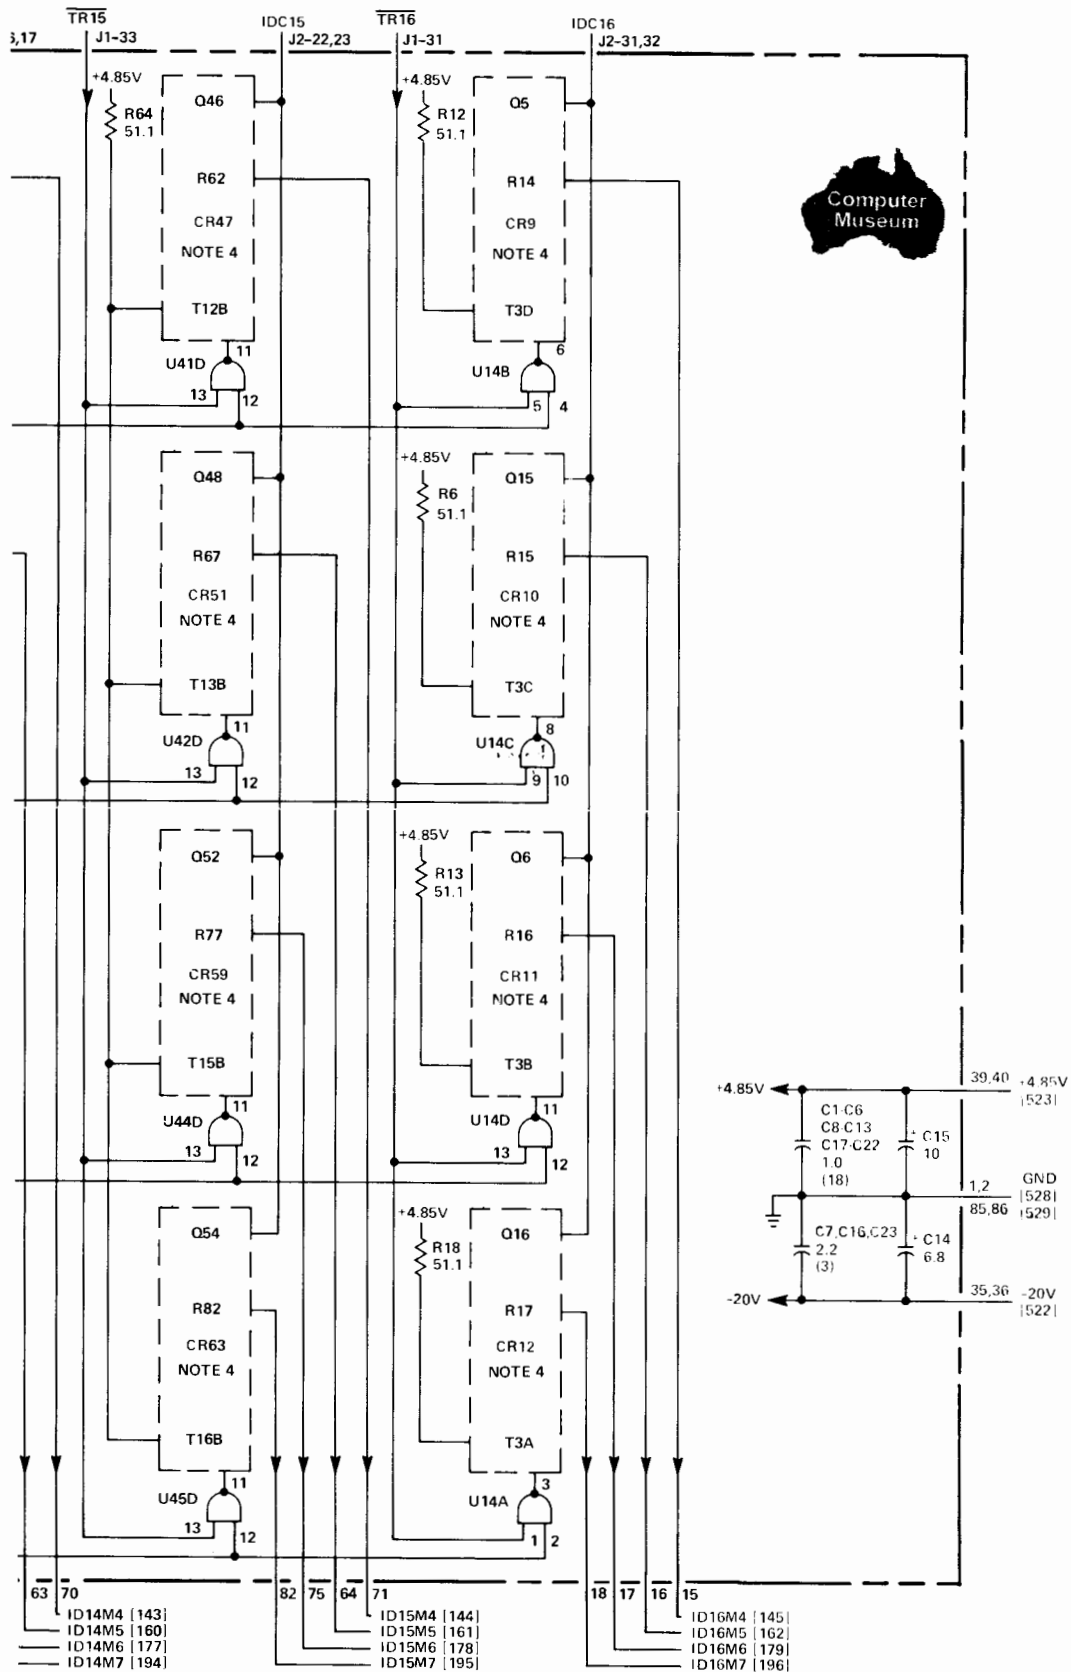 TR15 IDC15 TR16 IDC16
6,17 J1-33 J2-22,23 J1-31 J2-31,32
+4.85V
R64
51.1
Q46
R62
CR47
NOTE 4
T12B
11
U41D
13 12
+4.85V
R12
51.1
Q5
R14
CR9
NOTE 4
T3D
6
U14B
5 4
Computer
Museum
Q48
R67
CR51
NOTE 4
T13B
11
U42D
13 12
+4.85V
R6
51.1
Q15
R15
CR10
NOTE 4
T3C
8
U14C
9 10
Q52
R77
CR59
NOTE 4
T15B
11
U44D
13 12
+4.85V
R13
51.1
Q6
R16
CR11
NOTE 4
T3B
11
U14D
13 12
Q54
R82
CR63
NOTE 4
T16B
11
U45D
13 12
+4.85V
R18
51.1
Q16
R17
CR12
NOTE 4
T3A
3
U14A
1 2
+4.85V
39,40 +4.85V
[523]
C1-C6
C8-C13
C17-C22
1.0
(18)
+ C15
10
1,2 GND
[528]
85,86 [529]
C7,C16,C23
2.2
(3)
+ C14
6.8
-20V
35,36 -20V
[522]
63 70 82 75 64 71 18 17 16 15
ID14M4 [143] ID15M4 [144] ID16M4 [145]
ID14M5 [160] ID15M5 [161] ID16M5 [162]
ID14M6 [177] ID15M6 [178] ID16M6 [179]
ID14M7 [194] ID15M7 [195] ID16M7 [196]